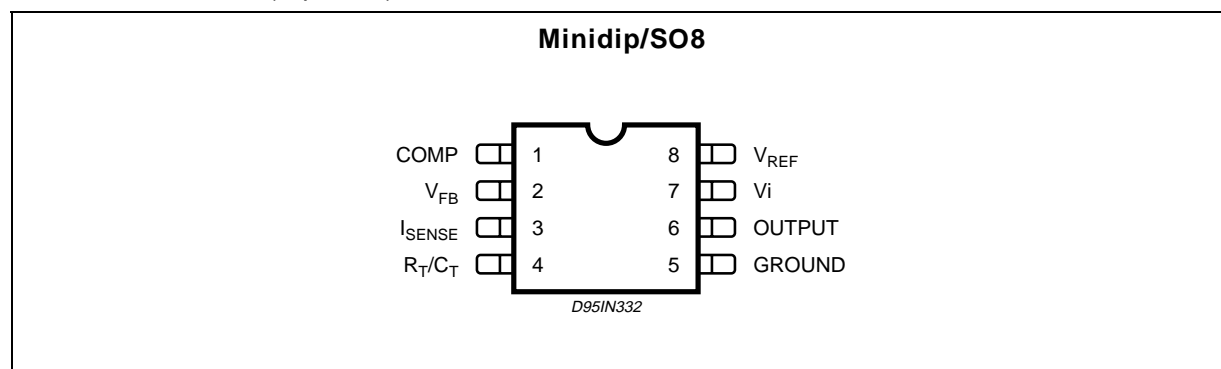 Minidip/SO8
COMP 1 8 V_REF
V_FB 2 7 Vi
I_SENSE 3 6 OUTPUT
R_T/C_T 4 5 GROUND
D95IN332